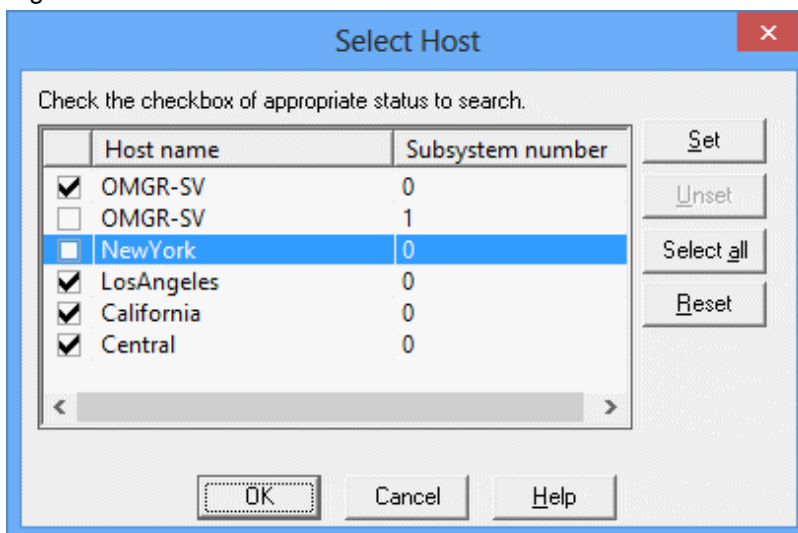 Select Host
Check the checkbox of appropriate status to search.
Host name Subsystem number
OMGR-SV 0
OMGR-SV 1
NewYork 0
LosAngeles 0
California 0
Central 0
Set
Unset
Select all
Reset
OK Cancel Help